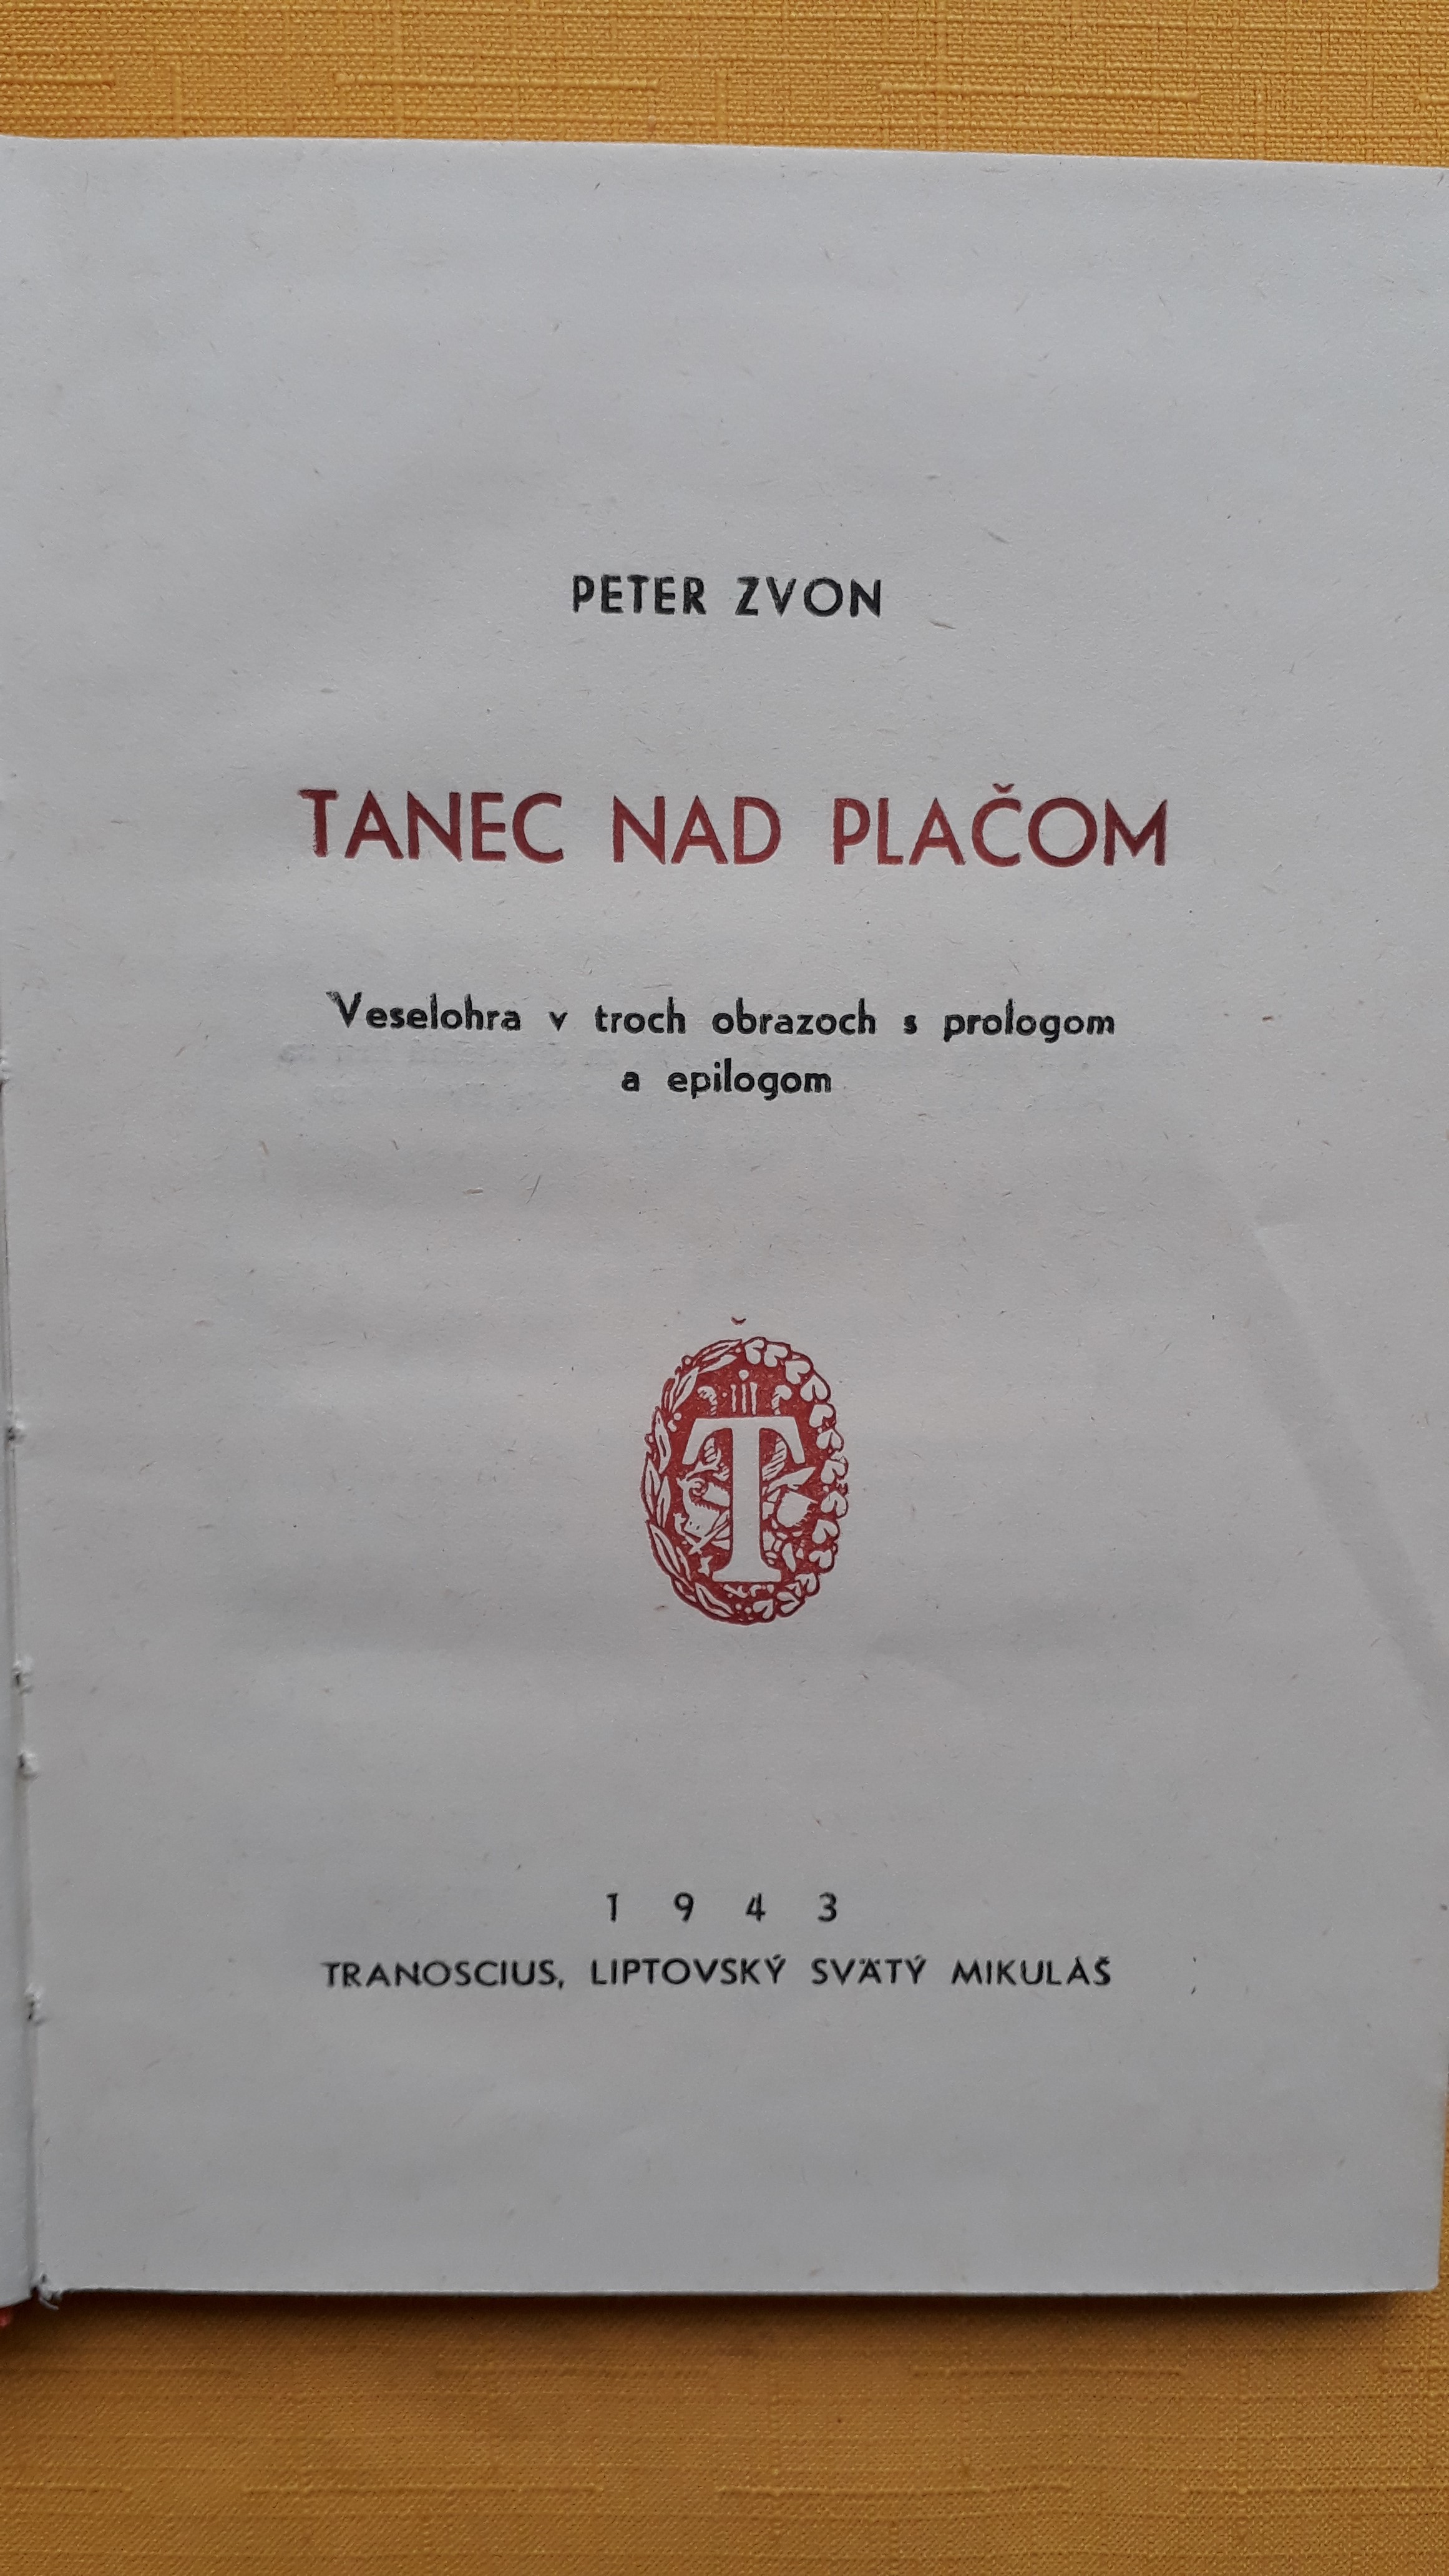 PETER ZVON
TANEC NAD PLAČOM
Veselohra v troch obrazoch s prologom
a epilogom
T
1 9 4 3
TRANOSCIUS, LIPTOVSKÝ SVÄTÝ MIKULÁŠ